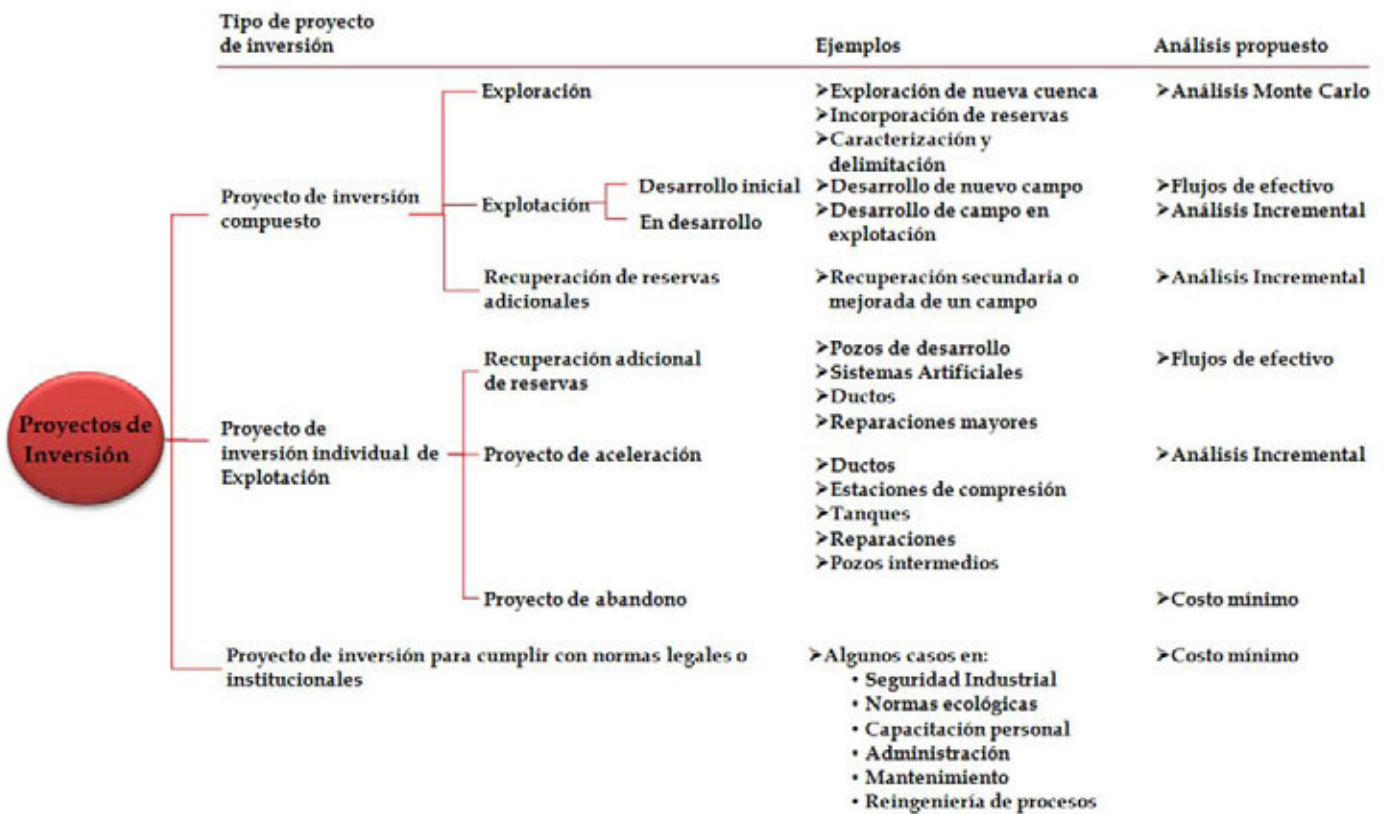 Tipo de proyecto
de inversión
Ejemplos
Análisis propuesto
Exploración
➤Exploración de nueva cuenca
➤Análisis Monte Carlo
➤Incorporación de reservas
➤Caracterización y
delimitación
Proyecto de inversión
compuesto
Explotación
Desarrollo inicial
➤Desarrollo de nuevo campo
➤Flujos de efectivo
En desarrollo
➤Desarrollo de campo en
explotación
➤Análisis Incremental
Recuperación de reservas
adicionales
➤Recuperación secundaria o
mejorada de un campo
➤Análisis Incremental
Proyectos de
Inversión
Proyecto de
inversión individual de
Explotación
Recuperación adicional
de reservas
➤Pozos de desarrollo
➤Sistemas Artificiales
➤Ductos
➤Reparaciones mayores
➤Flujos de efectivo
Proyecto de aceleración
➤Ductos
➤Estaciones de compresión
➤Tanques
➤Reparaciones
➤Pozos intermedios
➤Análisis Incremental
Proyecto de abandono
➤Costo mínimo
Proyecto de inversión para cumplir con normas legales o
institucionales
➤Algunos casos en:
• Seguridad Industrial
• Normas ecológicas
• Capacitación personal
• Administración
• Mantenimiento
• Reingeniería de procesos
➤Costo mínimo